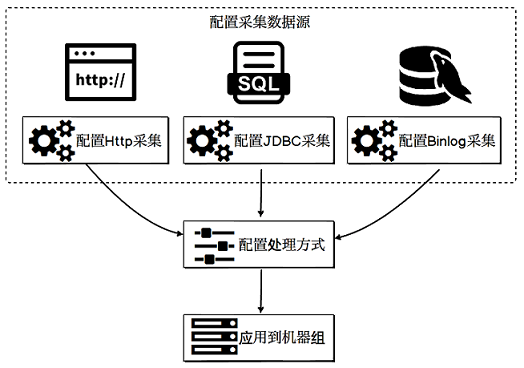 配置采集数据源
http://
SQL
配置Http采集
配置JDBC采集
配置Binlog采集
配置处理方式
应用到机器组